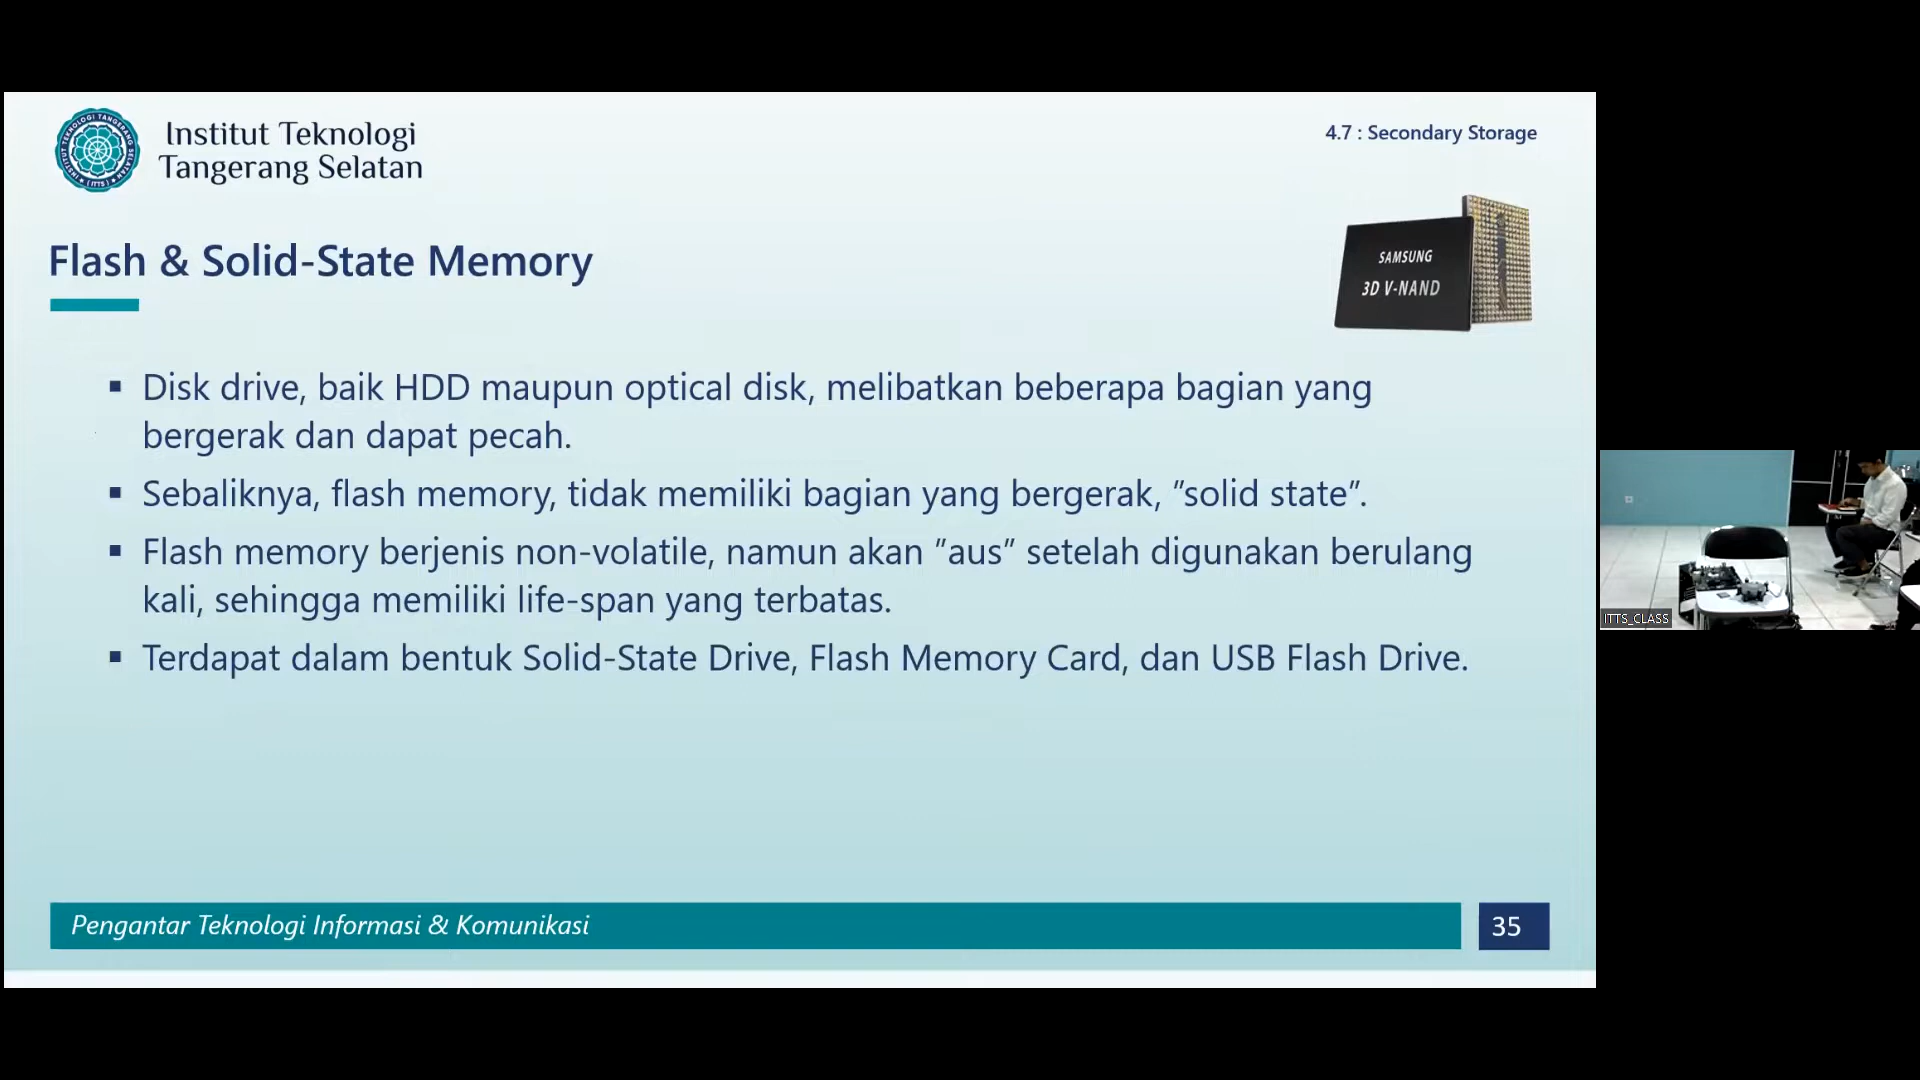 Institut Teknologi
Tangerang Selatan
4.7 : Secondary Storage
SAMSUNG
3D V-NAND
Flash & Solid-State Memory
▪ Disk drive, baik HDD maupun optical disk, melibatkan beberapa bagian yang
bergerak dan dapat pecah.
▪ Sebaliknya, flash memory, tidak memiliki bagian yang bergerak, ”solid state”.
▪ Flash memory berjenis non-volatile, namun akan ”aus” setelah digunakan berulang
kali, sehingga memiliki life-span yang terbatas.
▪ Terdapat dalam bentuk Solid-State Drive, Flash Memory Card, dan USB Flash Drive.
Pengantar Teknologi Informasi & Komunikasi
35
ITTS_CLASS